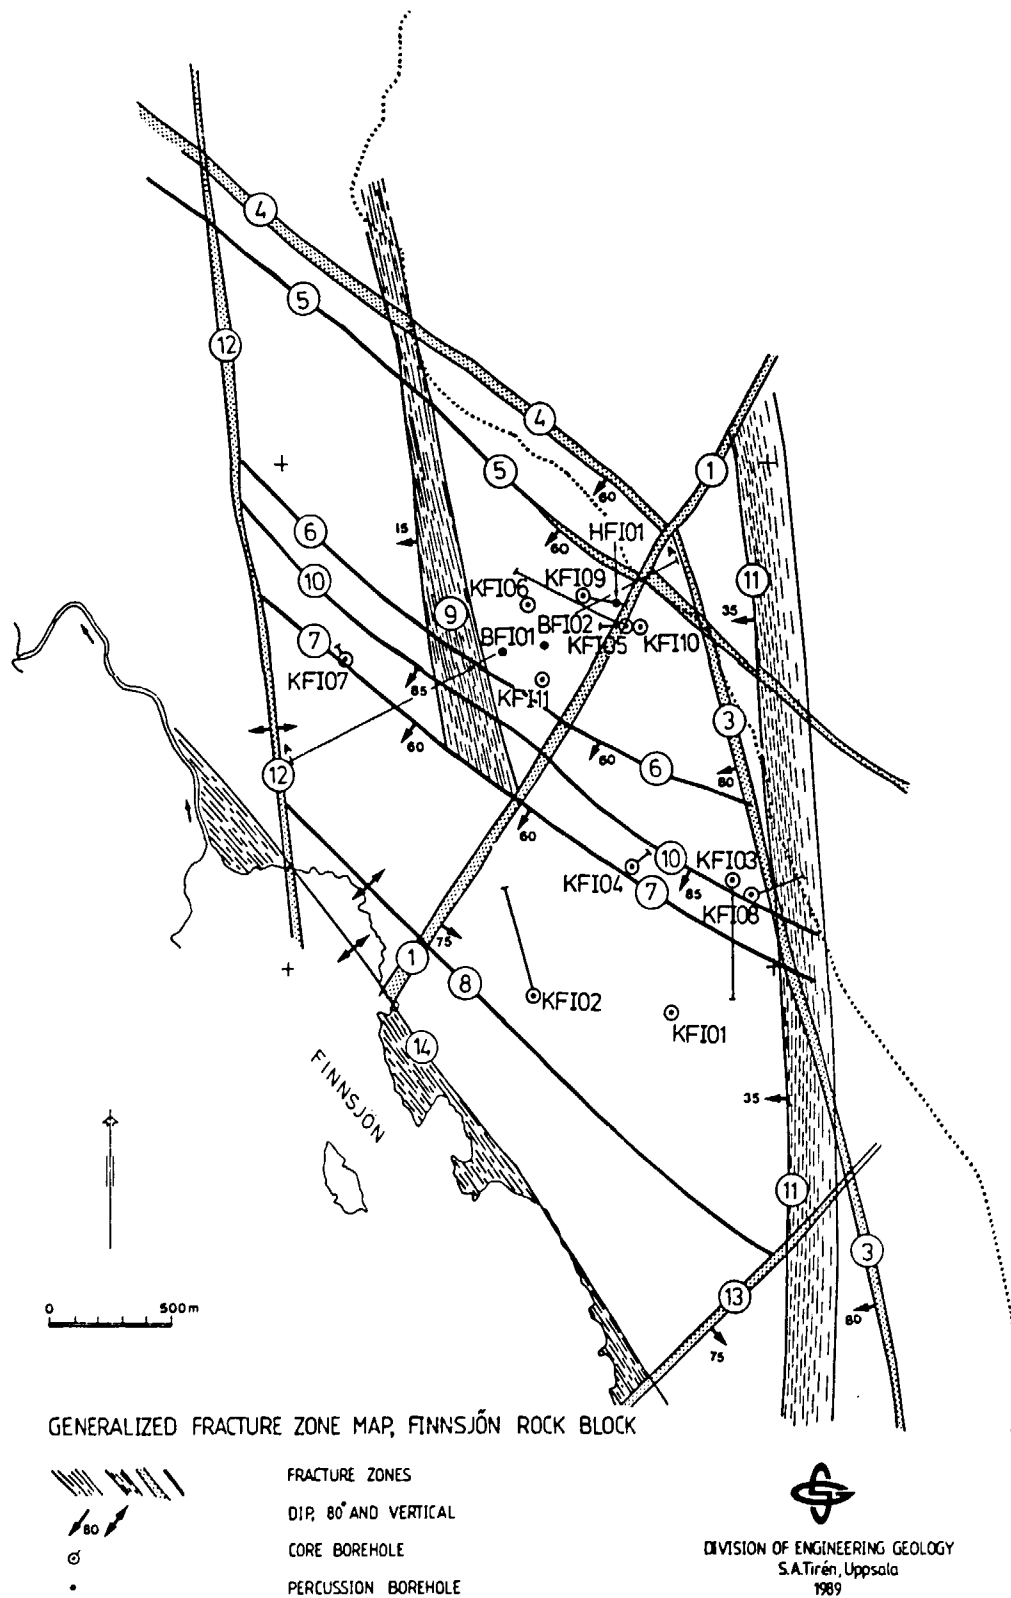 4
5
12
4
1
5
60
6
HFI01
15
60
10
KFI09
11
KFI06
35
9
7
BFI02
BFI01
KFI05
KFI10
KFI07
KFI11
85
3
60
60
6
12
80
60
10
KFI03
KFI04
7
85
KFI08
75
1
8
KFI02
KFI01
14
FINNSJÖN
35
11
3
13
80
75
0 500m
GENERALIZED FRACTURE ZONE MAP, FINNSJÖN ROCK BLOCK
FRACTURE ZONES
80
DIP, 80° AND VERTICAL
CORE BOREHOLE
PERCUSSION BOREHOLE
DIVISION OF ENGINEERING GEOLOGY
S.A.Tirén, Uppsala
1989